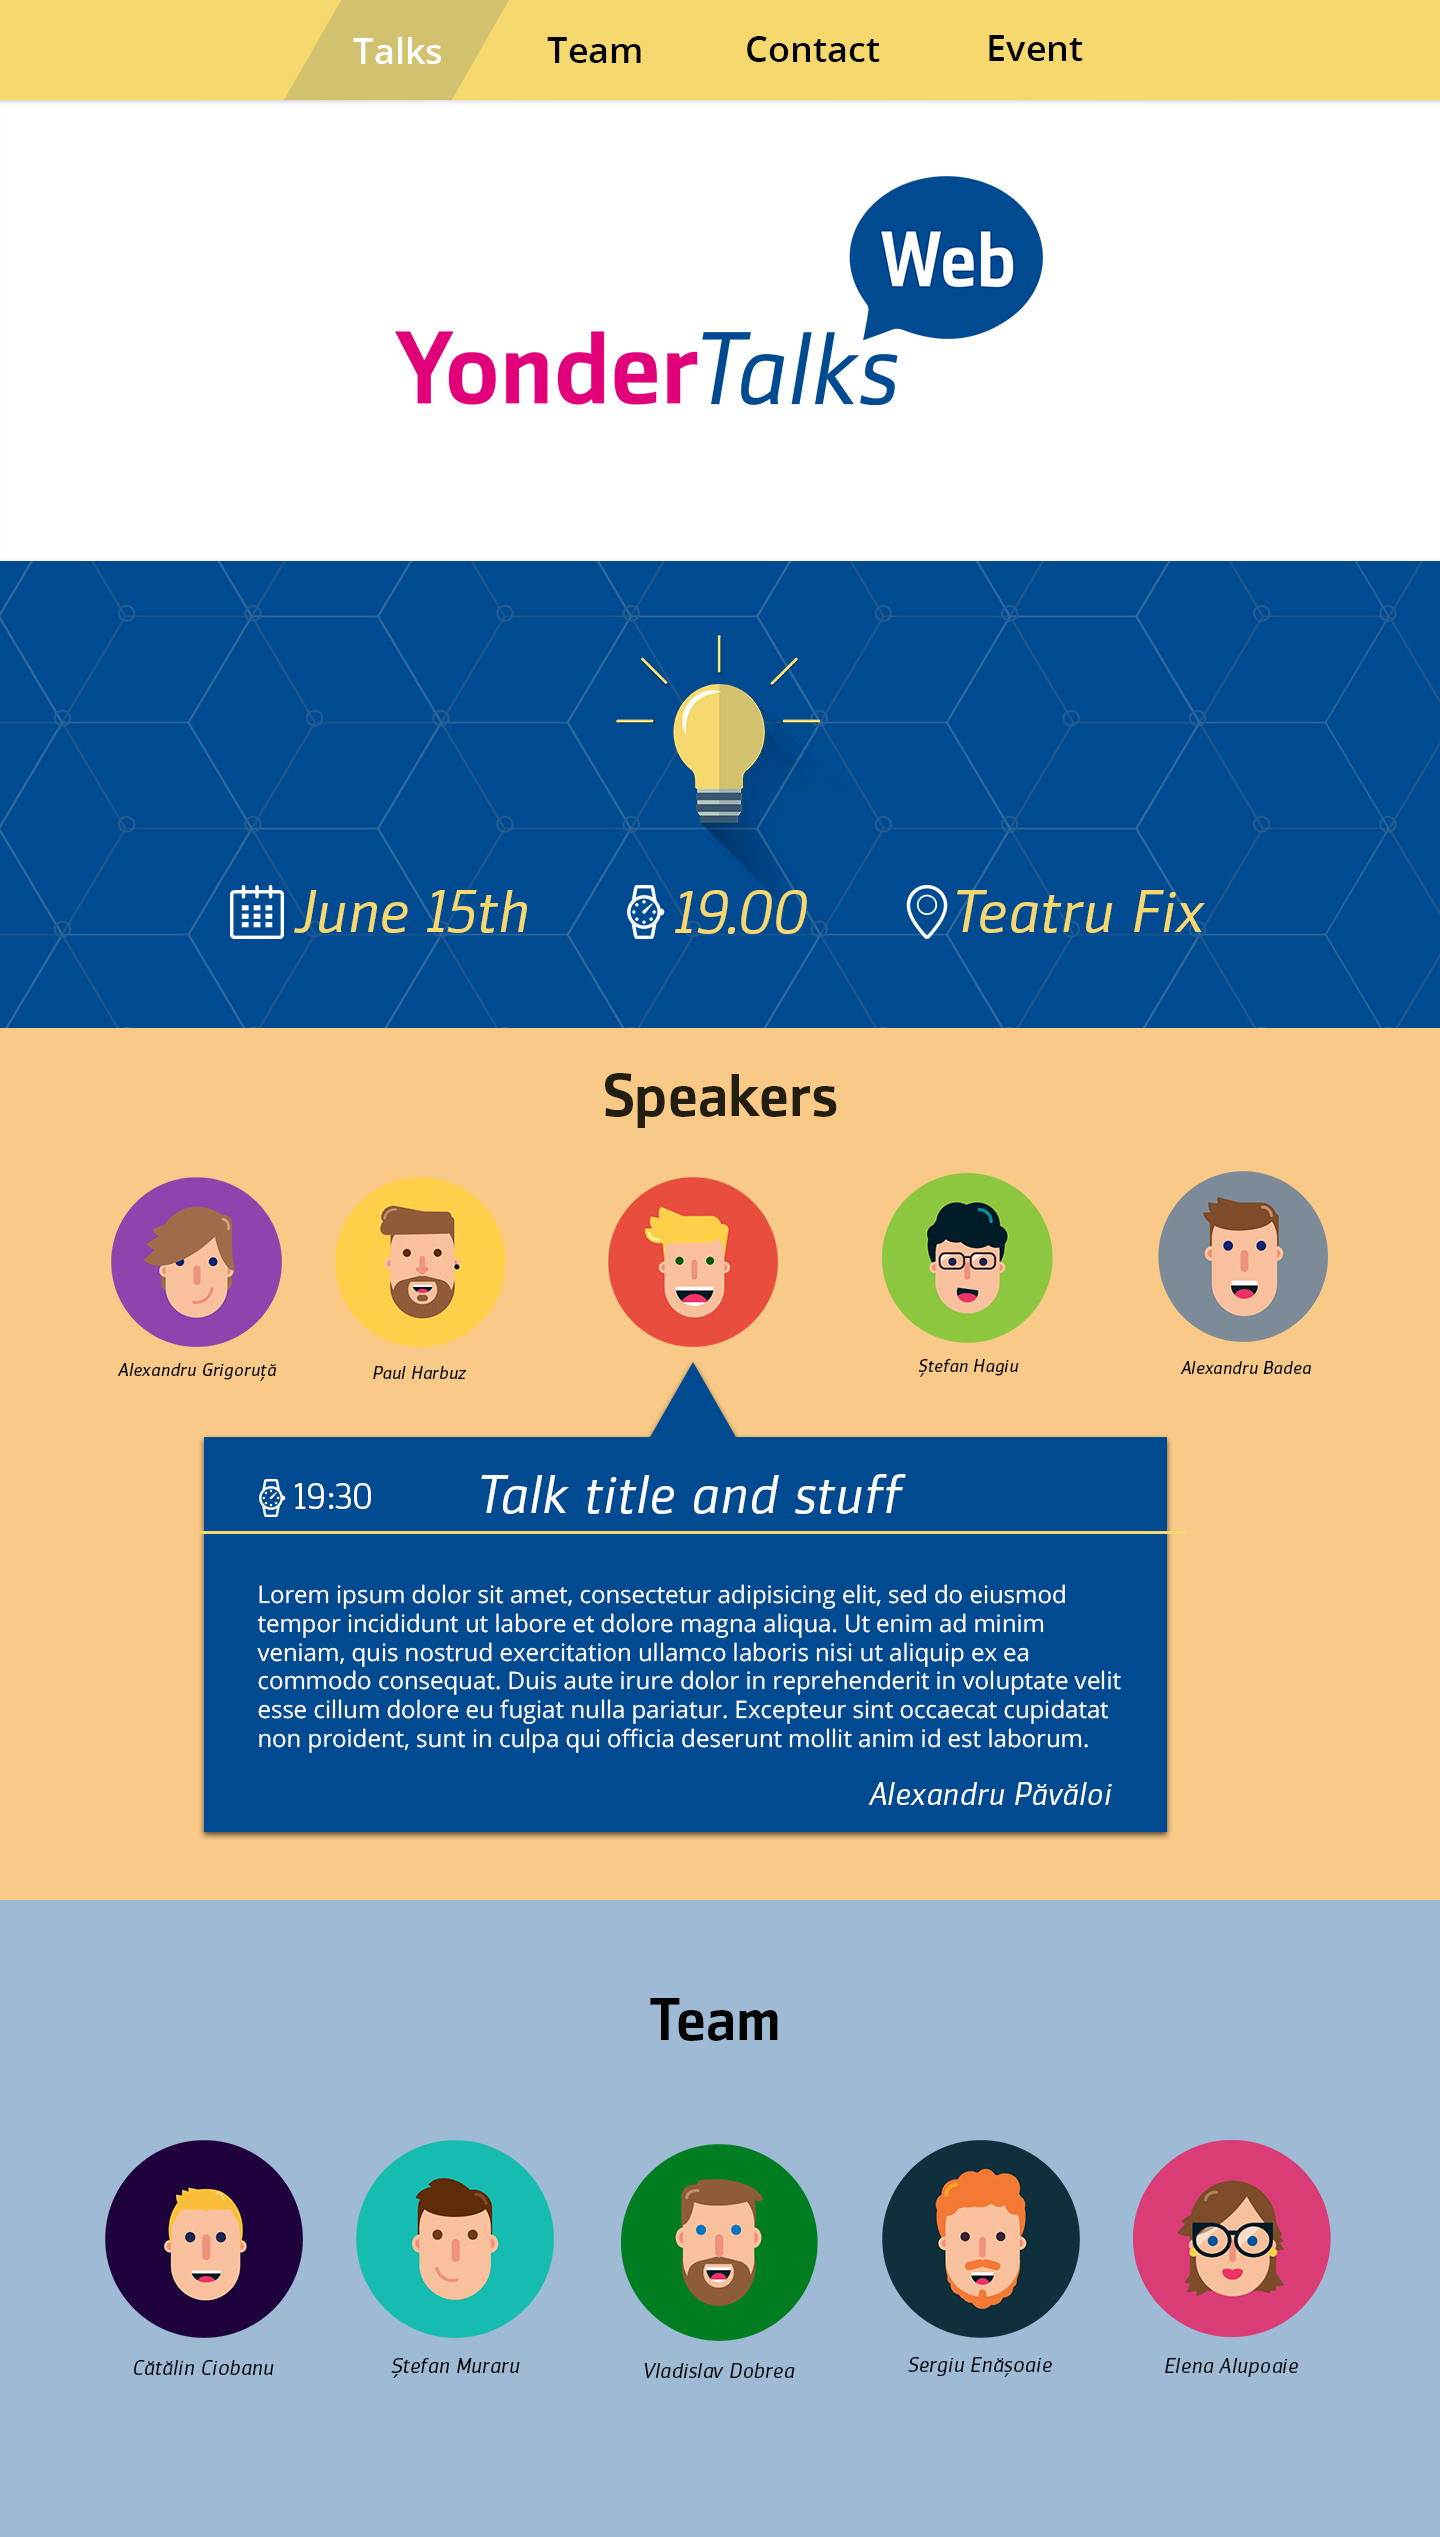 Talks Team Contact Event
Web
YonderTalks
June 15th 19.00 Teatru Fix
Speakers
Alexandru Grigoruță Paul Harbuz Ștefan Hagiu Alexandru Badea
19:30 Talk title and stuff
Lorem ipsum dolor sit amet, consectetur adipisicing elit, sed do eiusmod
tempor incididunt ut labore et dolore magna aliqua. Ut enim ad minim
veniam, quis nostrud exercitation ullamco laboris nisi ut aliquip ex ea
commodo consequat. Duis aute irure dolor in reprehenderit in voluptate velit
esse cillum dolore eu fugiat nulla pariatur. Excepteur sint occaecat cupidatat
non proident, sunt in culpa qui officia deserunt mollit anim id est laborum.
Alexandru Păvăloi
Team
Cătălin Ciobanu Ștefan Muraru Vladislav Dobrea Sergiu Enășoaie Elena Alupoaie